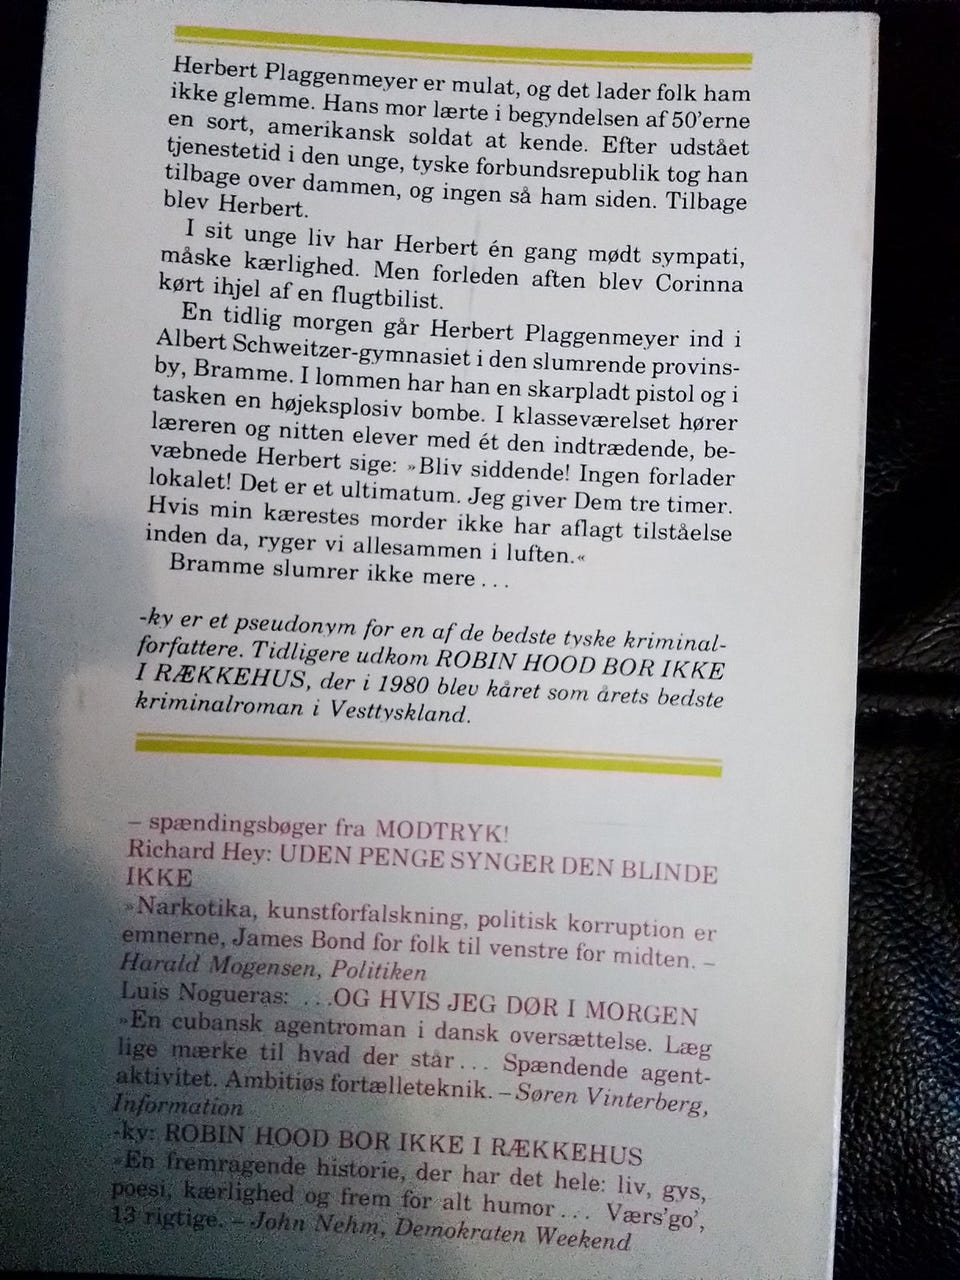 Herbert Plaggenmeyer er mulat, og det lader folk ham
ikke glemme. Hans mor lærte i begyndelsen af 50'erne
en sort, amerikansk soldat at kende. Efter udstået
tjenestetid i den unge, tyske forbundsrepublik tog han
tilbage over dammen, og ingen så ham siden. Tilbage
blev Herbert.
I sit unge liv har Herbert én gang mødt sympati,
måske kærlighed. Men forleden aften blev Corinna
kørt ihjel af en flugtbilist.
En tidlig morgen går Herbert Plaggenmeyer ind i
Albert Schweitzer-gymnasiet i den slumrende provins-
by, Bramme. I lommen har han en skarpladt pistol og i
tasken en højeksplosiv bombe. I klasseværelset hører
læreren og nitten elever med ét den indtrædende, be-
væbnede Herbert sige: »Bliv siddende! Ingen forlader
lokalet! Det er et ultimatum. Jeg giver Dem tre timer.
Hvis min kærestes morder ikke har aflagt tilståelse
inden da, ryger vi allesammen i luften.«
Bramme slumrer ikke mere . . .
-ky er et pseudonym for en af de bedste tyske kriminal-
forfattere. Tidligere udkom ROBIN HOOD BOR IKKE
I RÆKKEHUS, der i 1980 blev kåret som årets bedste
kriminalroman i Vesttyskland.
– spændingsbøger fra MODTRYK!
Richard Hey: UDEN PENGE SYNGER DEN BLINDE
IKKE
»Narkotika, kunstforfalskning, politisk korruption er
emnerne, James Bond for folk til venstre for midten. –
Harald Mogensen, Politiken
Luis Nogueras: . . .OG HVIS JEG DØR I MORGEN
»En cubansk agentroman i dansk oversættelse. Læg
lige mærke til hvad der står . . . Spændende agent-
aktivitet. Ambitiøs fortælleteknik. – Søren Vinterberg,
Information
-ky: ROBIN HOOD BOR IKKE I RÆKKEHUS
»En fremragende historie, der har det hele: liv, gys,
poesi, kærlighed og frem for alt humor . . . Værs'go',
13 rigtige. – John Nehm, Demokraten Weekend